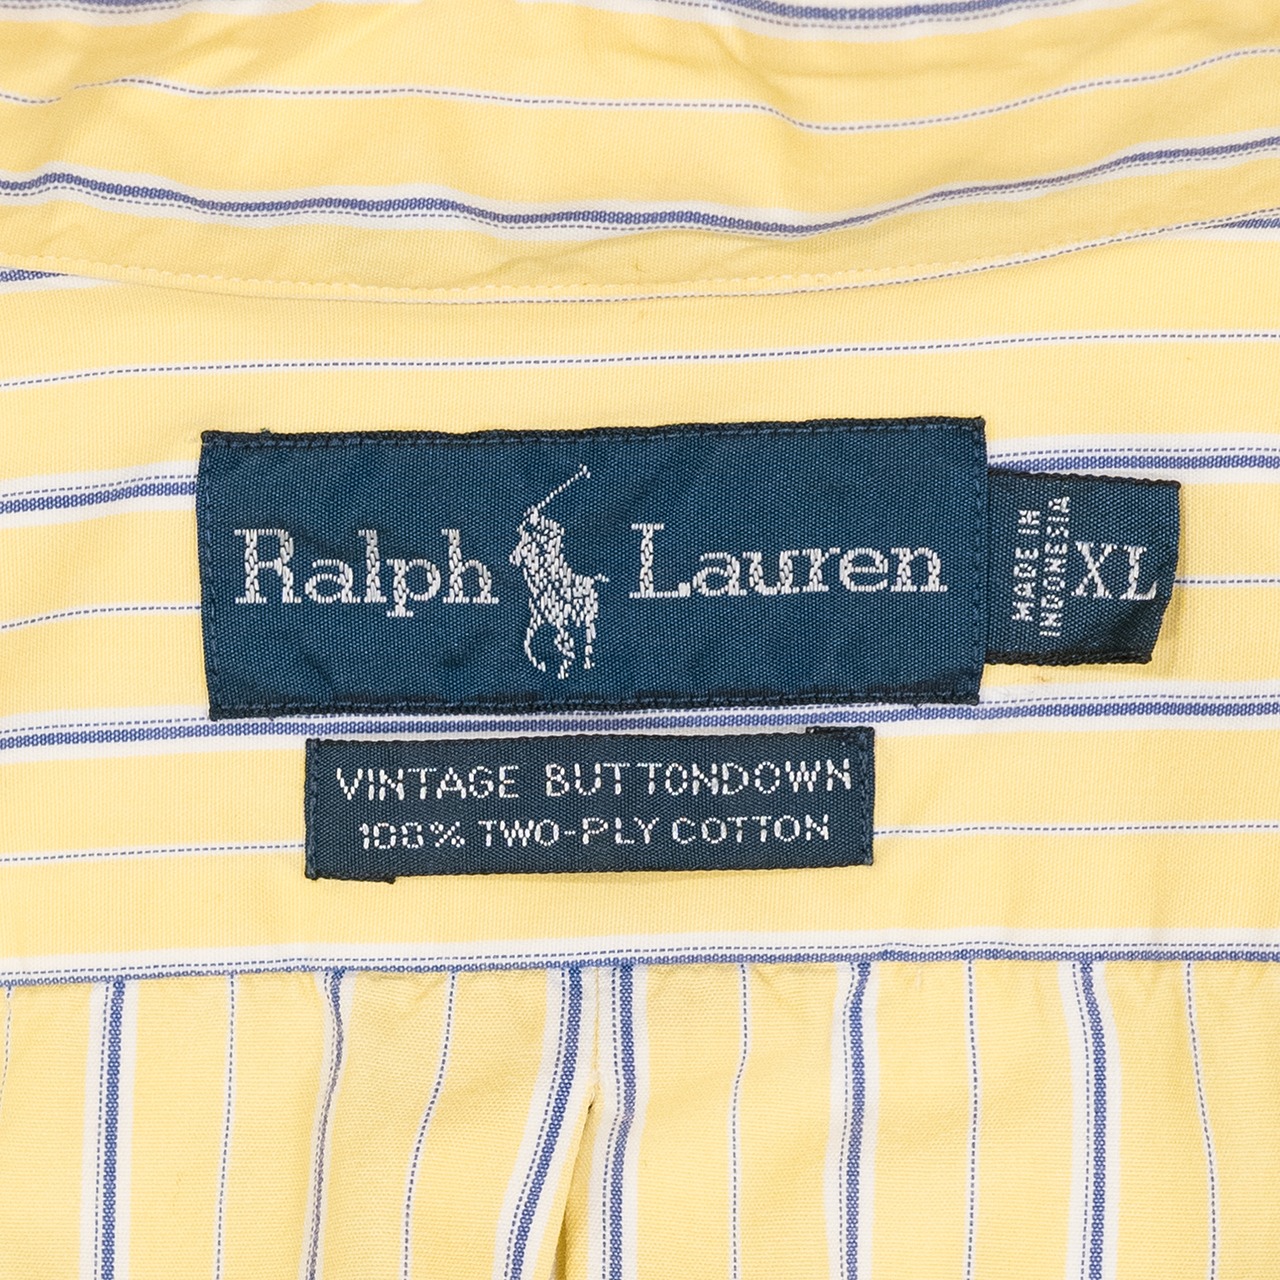 Ralph Lauren
MADE IN
INDONESIA
XL
VINTAGE BUTTONDOWN
100% TWO-PLY COTTON